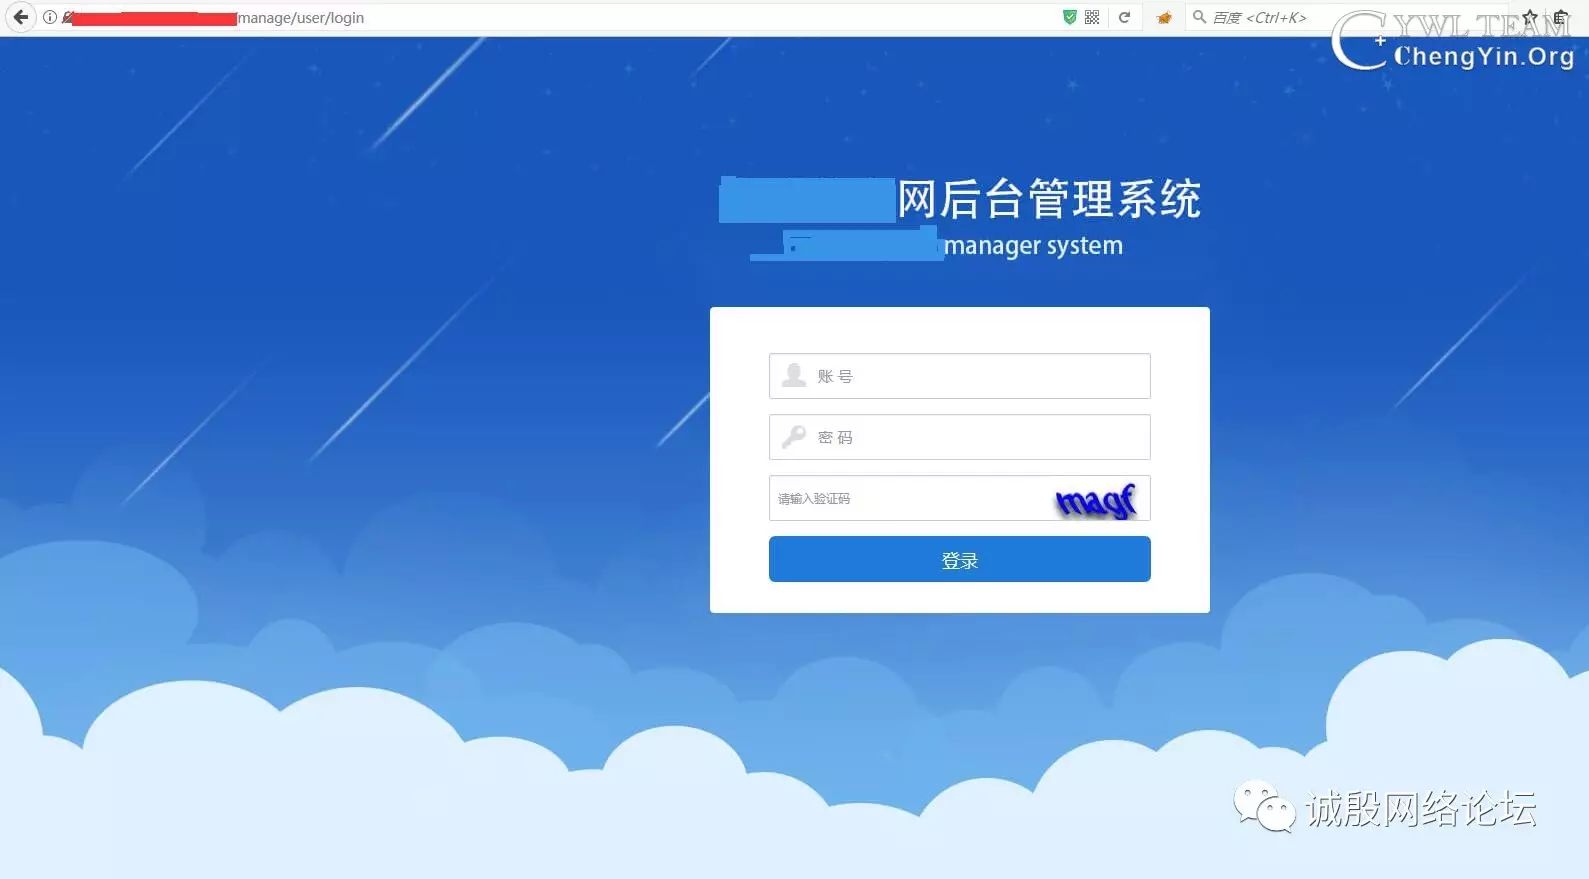 manage/user/login
百度 <Ctrl+K>
CYWL TEAM
ChengYin.Org
网后台管理系统
manager system
账 号
密 码
请输入验证码
magf
登录
诚殷网络论坛